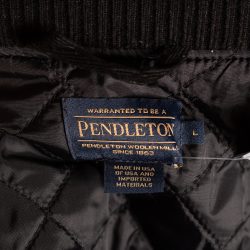 WARRANTED TO BE A
PENDLETON
L
PENDLETON WOOLEN MILLS
SINCE 1863
MADE IN USA
OF USA AND
IMPORTED
MATERIALS